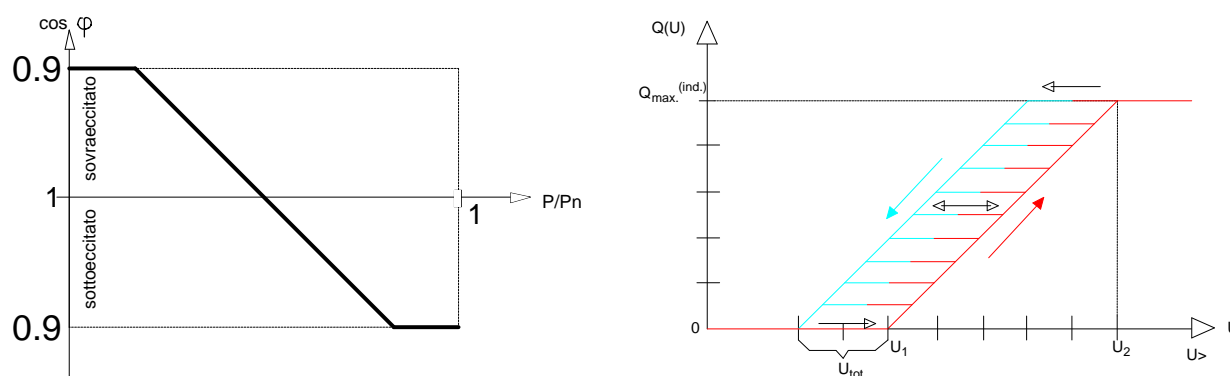 cos φ
0.9
sovraeccitato
1
P/Pn
1
sottoeccitato
0.9
Q(U)
Qmax.(ind.)
0
U1
U2
U
U>
Utot